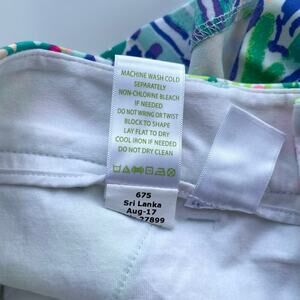 MACHINE WASH COLD
SEPARATELY
NON-CHLORINE BLEACH
IF NEEDED
DO NOT WRING OR TWIST
BLOCK TO SHAPE
LAY FLAT TO DRY
COOL IRON IF NEEDED
DO NOT DRY CLEAN
675
Sri Lanka
Aug-17
27899